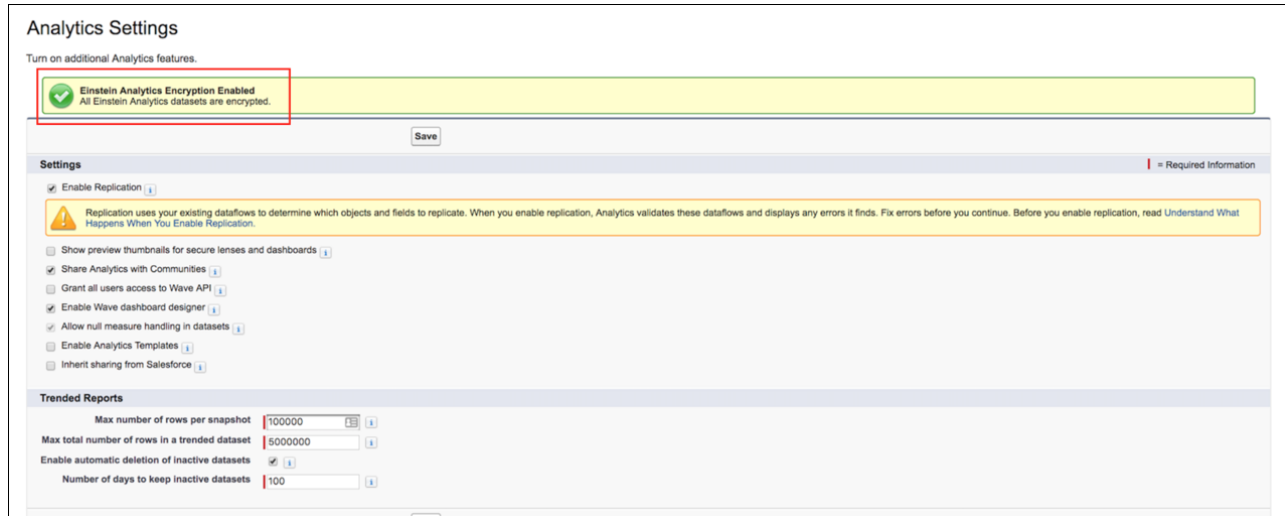 Analytics Settings
Turn on additional Analytics features.
Einstein Analytics Encryption Enabled
All Einstein Analytics datasets are encrypted.
Save
Settings
= Required Information
Enable Replication
Replication uses your existing dataflows to determine which objects and fields to replicate. When you enable replication, Analytics validates these dataflows and displays any errors it finds. Fix errors before you continue. Before you enable replication, read Understand What
Happens When You Enable Replication.
Show preview thumbnails for secure lenses and dashboards
Share Analytics with Communities
Grant all users access to Wave API
Enable Wave dashboard designer
Allow null measure handling in datasets
Enable Analytics Templates
Inherit sharing from Salesforce
Trended Reports
Max number of rows per snapshot 100000
Max total number of rows in a trended dataset 5000000
Enable automatic deletion of inactive datasets
Number of days to keep inactive datasets 100